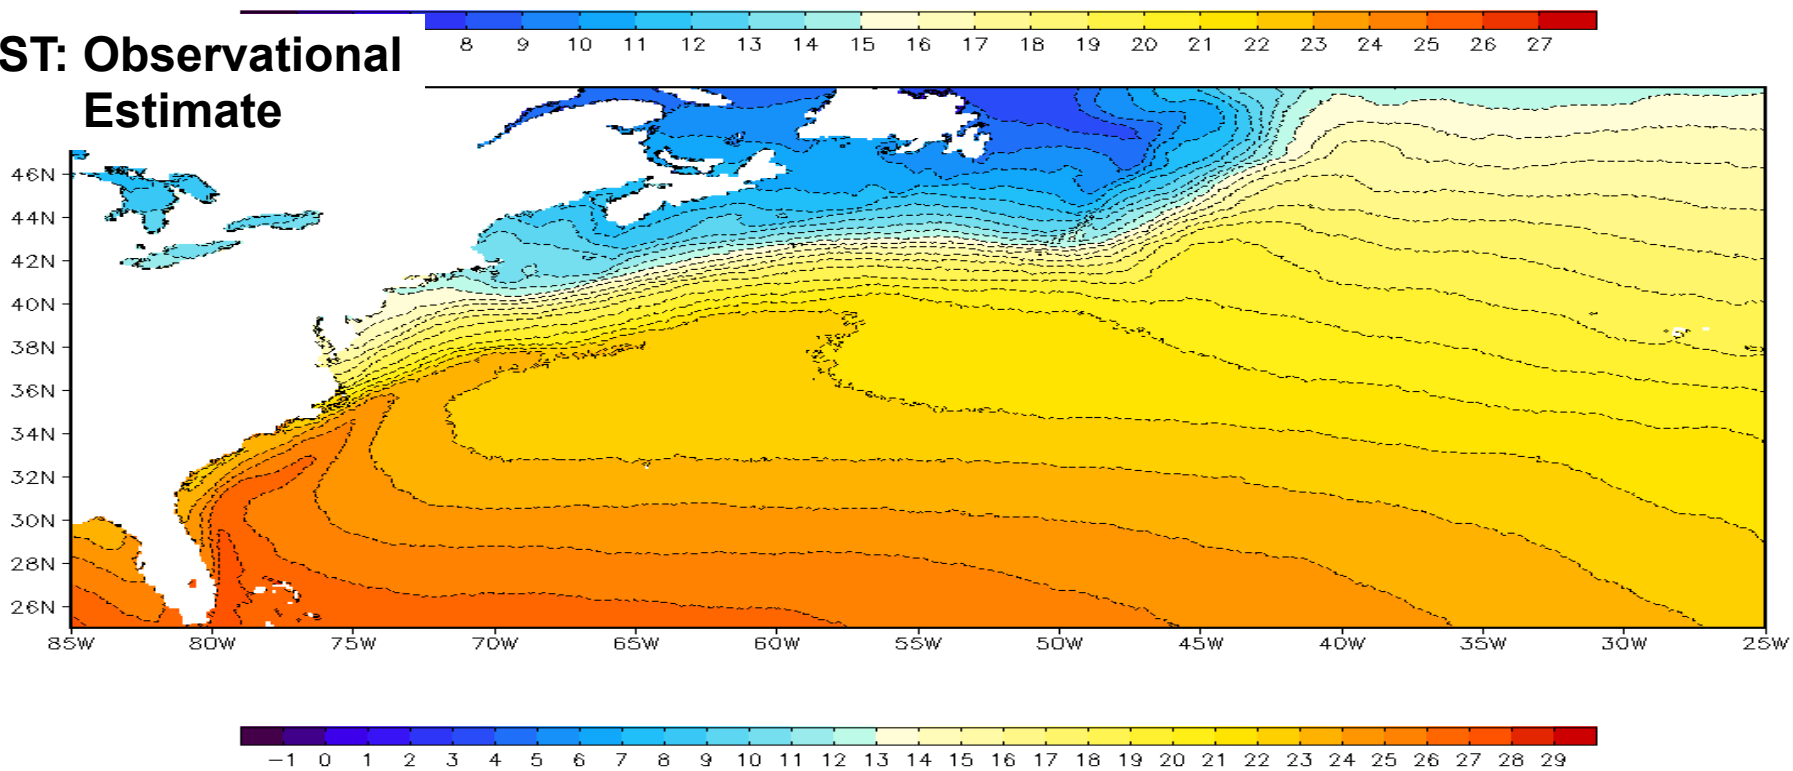 8 9 10 11 12 13 14 15 16 17 18 19 20 21 22 23 24 25 26 27
ST: Observational
Estimate
46N
44N
42N
40N
38N
36N
34N
32N
30N
28N
26N
85W 80W 75W 70W 65W 60W 55W 50W 45W 40W 35W 30W 25W
−1 0 1 2 3 4 5 6 7 8 9 10 11 12 13 14 15 16 17 18 19 20 21 22 23 24 25 26 27 28 29